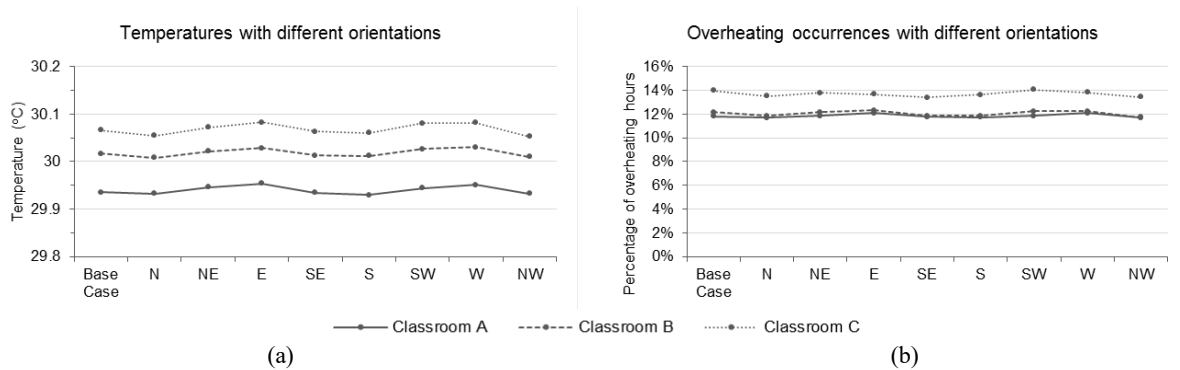 Temperatures with different orientations
Temperature (ºC)
30.2
30.1
30
29.9
29.8
Base Case
N
NE
E
SE
S
SW
W
NW
Overheating occurrences with different orientations
Percentage of overheating hours
16%
14%
12%
10%
8%
6%
4%
2%
0%
Base Case
N
NE
E
SE
S
SW
W
NW
Classroom A
Classroom B
Classroom C
(a)
(b)